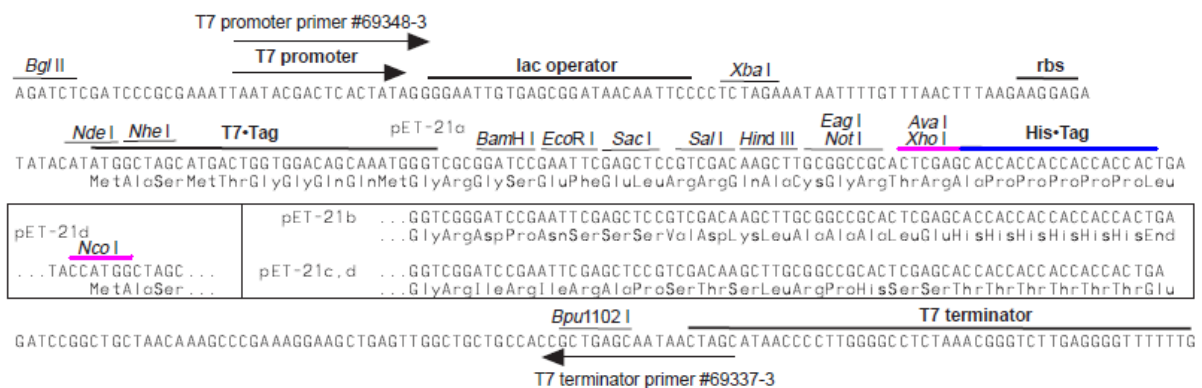 T7 promoter primer #69348-3
Bgl II T7 promoter lac operator Xba I rbs
AGATCTCGATCCCGCGAAATTAATACGACTCACTATAGGGGAATTGTGAGCGGATAACAATTCCCCTCTAGAAATAATTTTGTTTAACTTTAAGAAGGAGA
Nde I Nhe I T7•Tag pET-21a BamH I EcoR I Sac I Sal I Hind III Eag I Not I Ava I Xho I His•Tag
TATACATATGGCTAGCATGACTGGTGGACAGCAAATGGGTCGCGGATCCGAATTCGAGCTCCGTCGACAAGCTTGCGGCCGCACTCGAGCACCACCACCACCACCACTGA
MetAlaSerMetThrGlyGlyGlnGlnMetGlyArgGlySerGluPheGluLeuArgArgGlnAlaCysGlyArgThrArgAlaProProProProProLeu
pET-21d
Nco I
...TACCATGGCTAGC...
MetAlaSer...
pET-21b ...GGTCGGGATCCGAATTCGAGCTCCGTCGACAAGCTTGCGGCCGCACTCGAGCACCACCACCACCACCACTGA
GlyArgAspProAsnSerSerSerValAspLysLeuAlaAlaAlaLeuGluHisHisHisHisHisHisEnd
pET-21c,d ...GGTCGGATCCGAATTCGAGCTCCGTCGACAAGCTTGCGGCCGCACTCGAGCACCACCACCACCACCACTGA
GlyArgIleArgIleArgAlaProSerThrSerLeuArgProHisSerSerThrThrThrThrThrThrGlu
Bpu1102 I T7 terminator
GATCCGGCTGCTAACAAAGCCCGAAAGGAAGCTGAGTTGGCTGCTGCCACCGCTGAGCAATAACTAGCATAACCCCTTGGGGCCTCTAAACGGGTCTTGAGGGGTTTTTTG
T7 terminator primer #69337-3